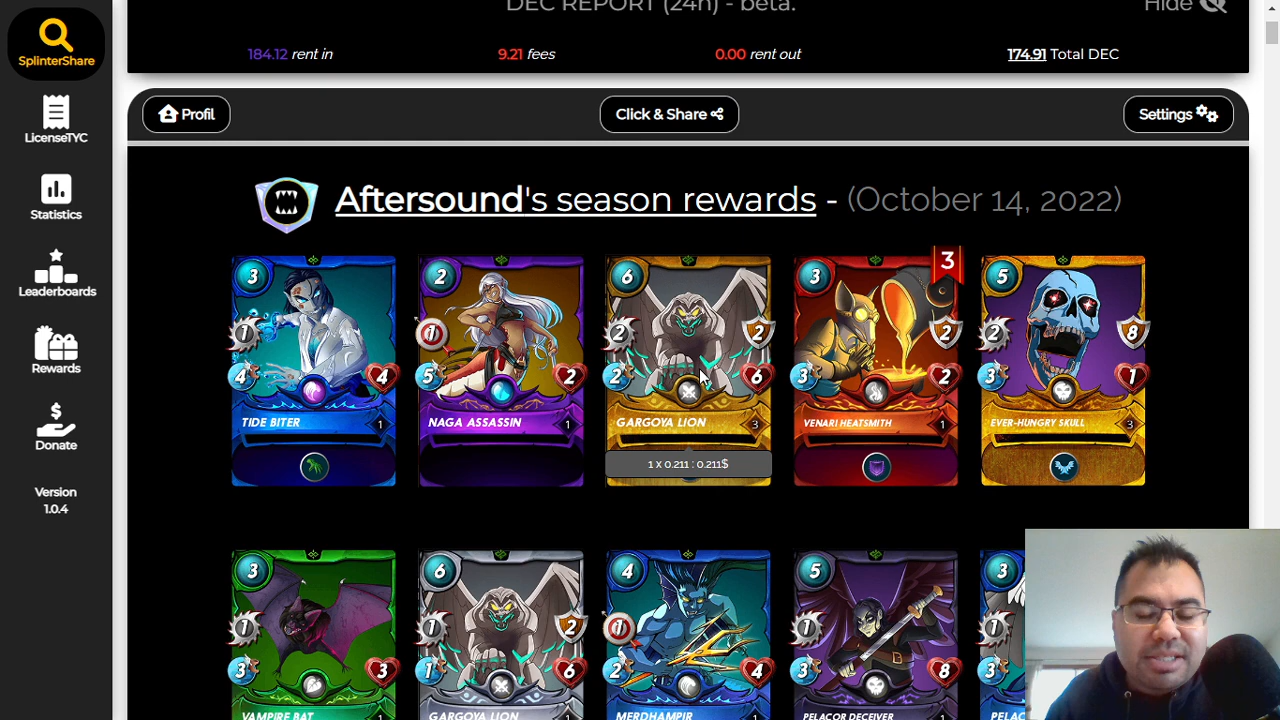 DEC REPORT (24h) - beta.
Hide
184.12 rent in
9.21 fees
0.00 rent out
174.91 Total DEC
SplinterShare
LicenseTYC
Statistics
Leaderboards
Rewards
Donate
Version
1.0.4
Profil
Click & Share
Settings
Aftersound's season rewards - (October 14, 2022)
3
1
4
4
TIDE BITER
1
2
1
5
2
NAGA ASSASSIN
1
6
2
2
2
6
GARGOYA LION
3
1 x 0.211 : 0.211$
3
3
2
3
2
VENARI HEATSMITH
1
5
2
8
3
1
EVER-HUNGRY SKULL
3
3
1
3
3
VAMPIRE BAT
1
6
1
2
1
6
GARGOYA LION
1
4
1
2
4
MERDHAMPIR
1
5
1
3
8
PELACOR DECEIVER
1
3
1
3